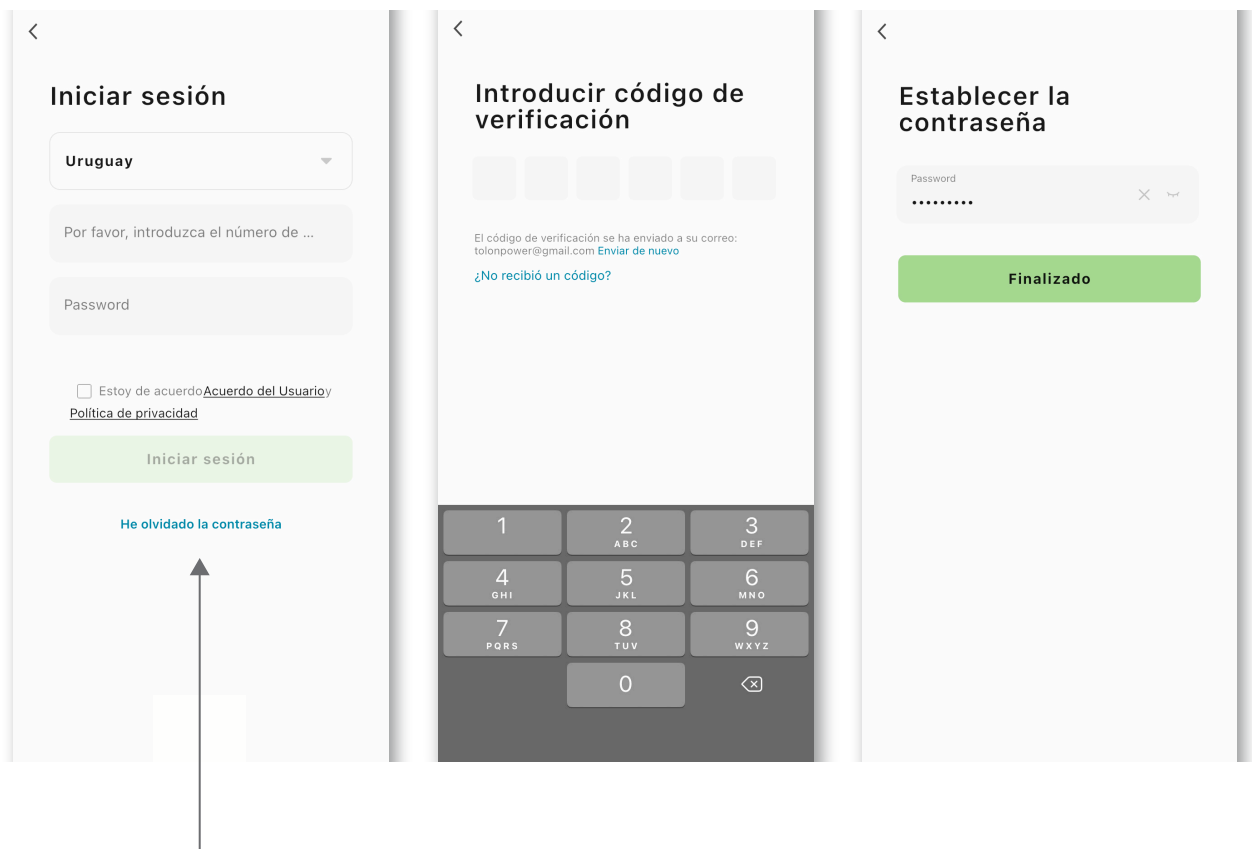 Iniciar sesión
Uruguay
Por favor, introduzca el número de ...
Password
Estoy de acuerdoAcuerdo del Usuarioy
Política de privacidad
Iniciar sesión
He olvidado la contraseña
Introducir código de
verificación
El código de verificación se ha enviado a su correo:
tolonpower@gmail.com Enviar de nuevo
¿No recibió un código?
1
2
ABC
3
DEF
4
GHI
5
JKL
6
MNO
7
PQRS
8
TUV
9
WXYZ
0
Establecer la
contraseña
Password
•••••••••
Finalizado